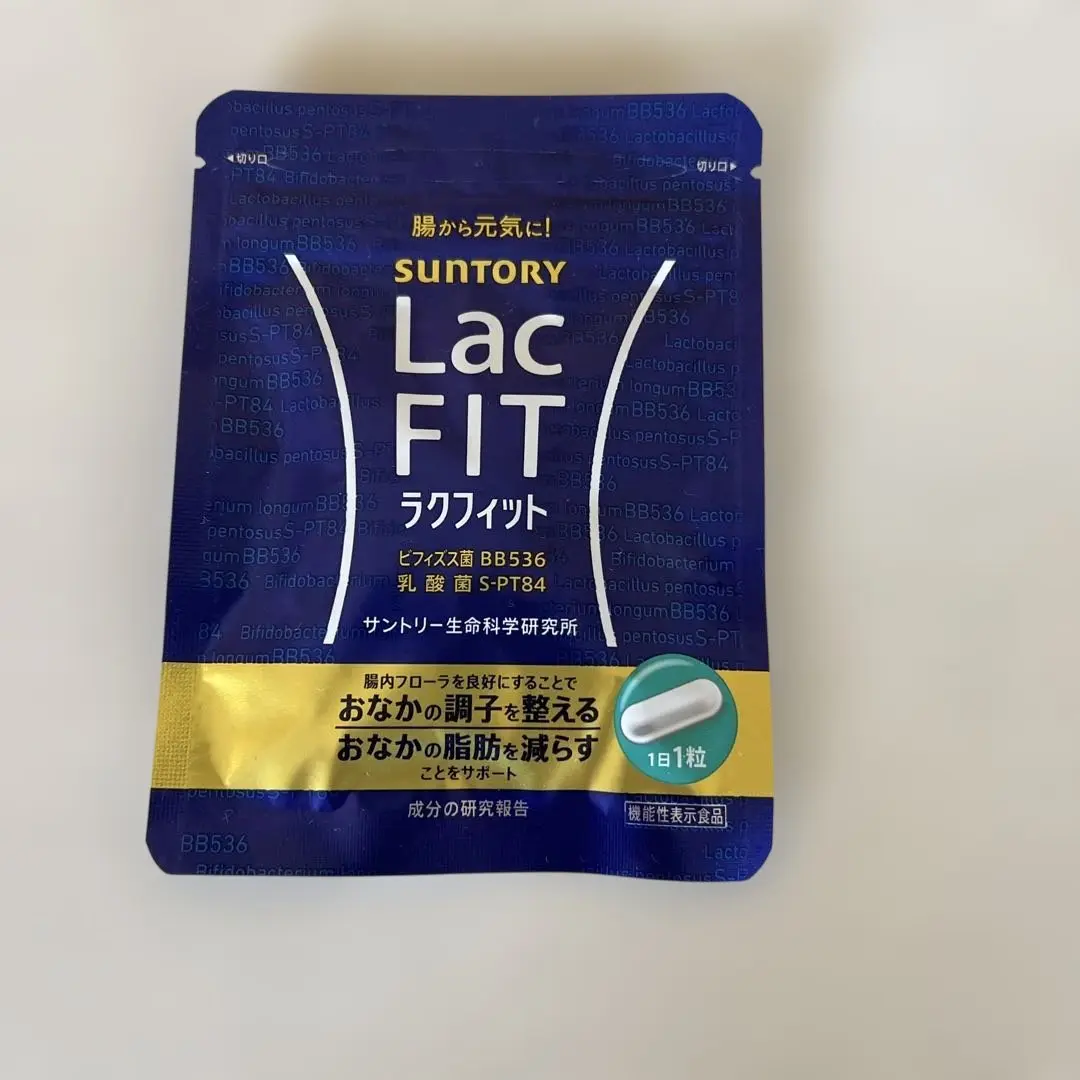 ◀切り口
切り口▶
腸から元気に!
SUNTORY
Lac
FIT
ラクフィット
ビフィズス菌 BB536
乳酸菌 S-PT84
サントリー生命科学研究所
腸内フローラを良好にすることで
おなかの調子を整える
おなかの脂肪を減らす
ことをサポート
1日1粒
成分の研究報告
機能性表示食品
BB536